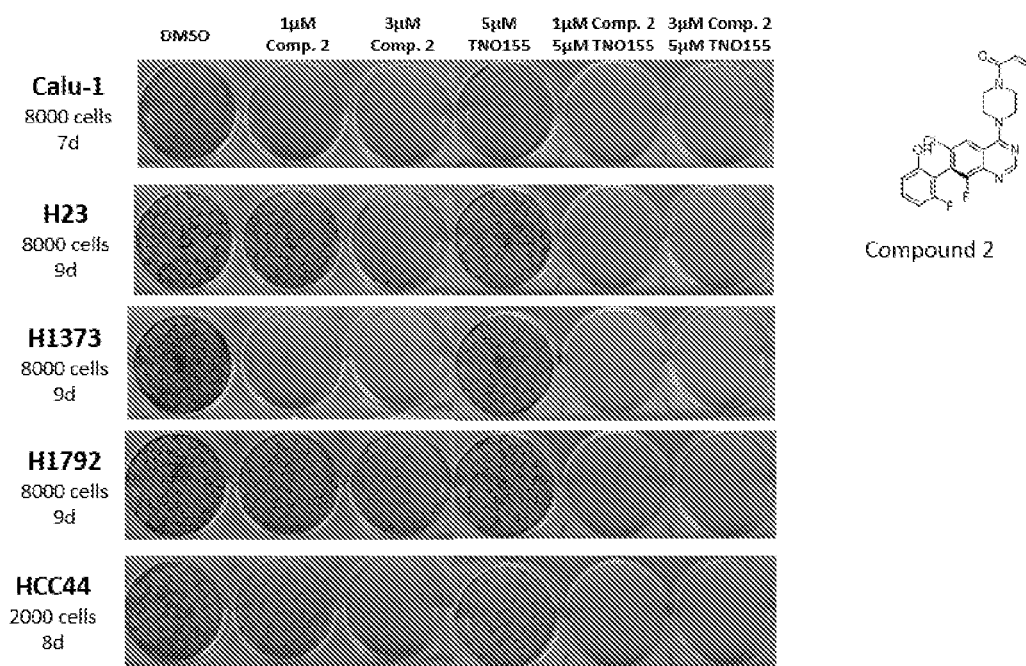 DMSO
1μM
Comp. 2
3μM
Comp. 2
5μM
TNO155
1μM Comp. 2
5μM TNO155
3μM Comp. 2
5μM TNO155
Calu-1
8000 cells
7d
H23
8000 cells
9d
H1373
8000 cells
9d
H1792
8000 cells
9d
HCC44
2000 cells
8d
O
N
N
N
N
OH
Cl
F
F
Compound 2